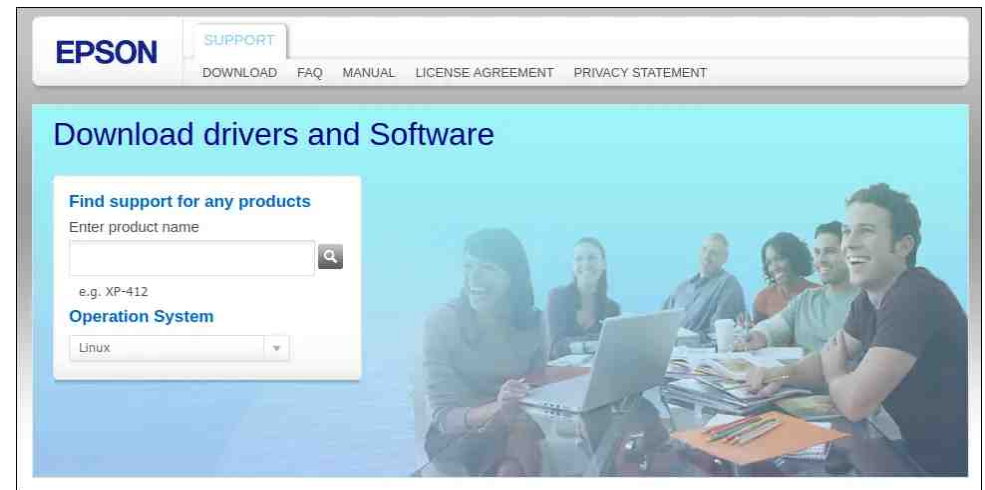 EPSON
SUPPORT
DOWNLOAD FAQ MANUAL LICENSE AGREEMENT PRIVACY STATEMENT
Download drivers and Software
Find support for any products
Enter product name
e.g. XP-412
Operation System
Linux